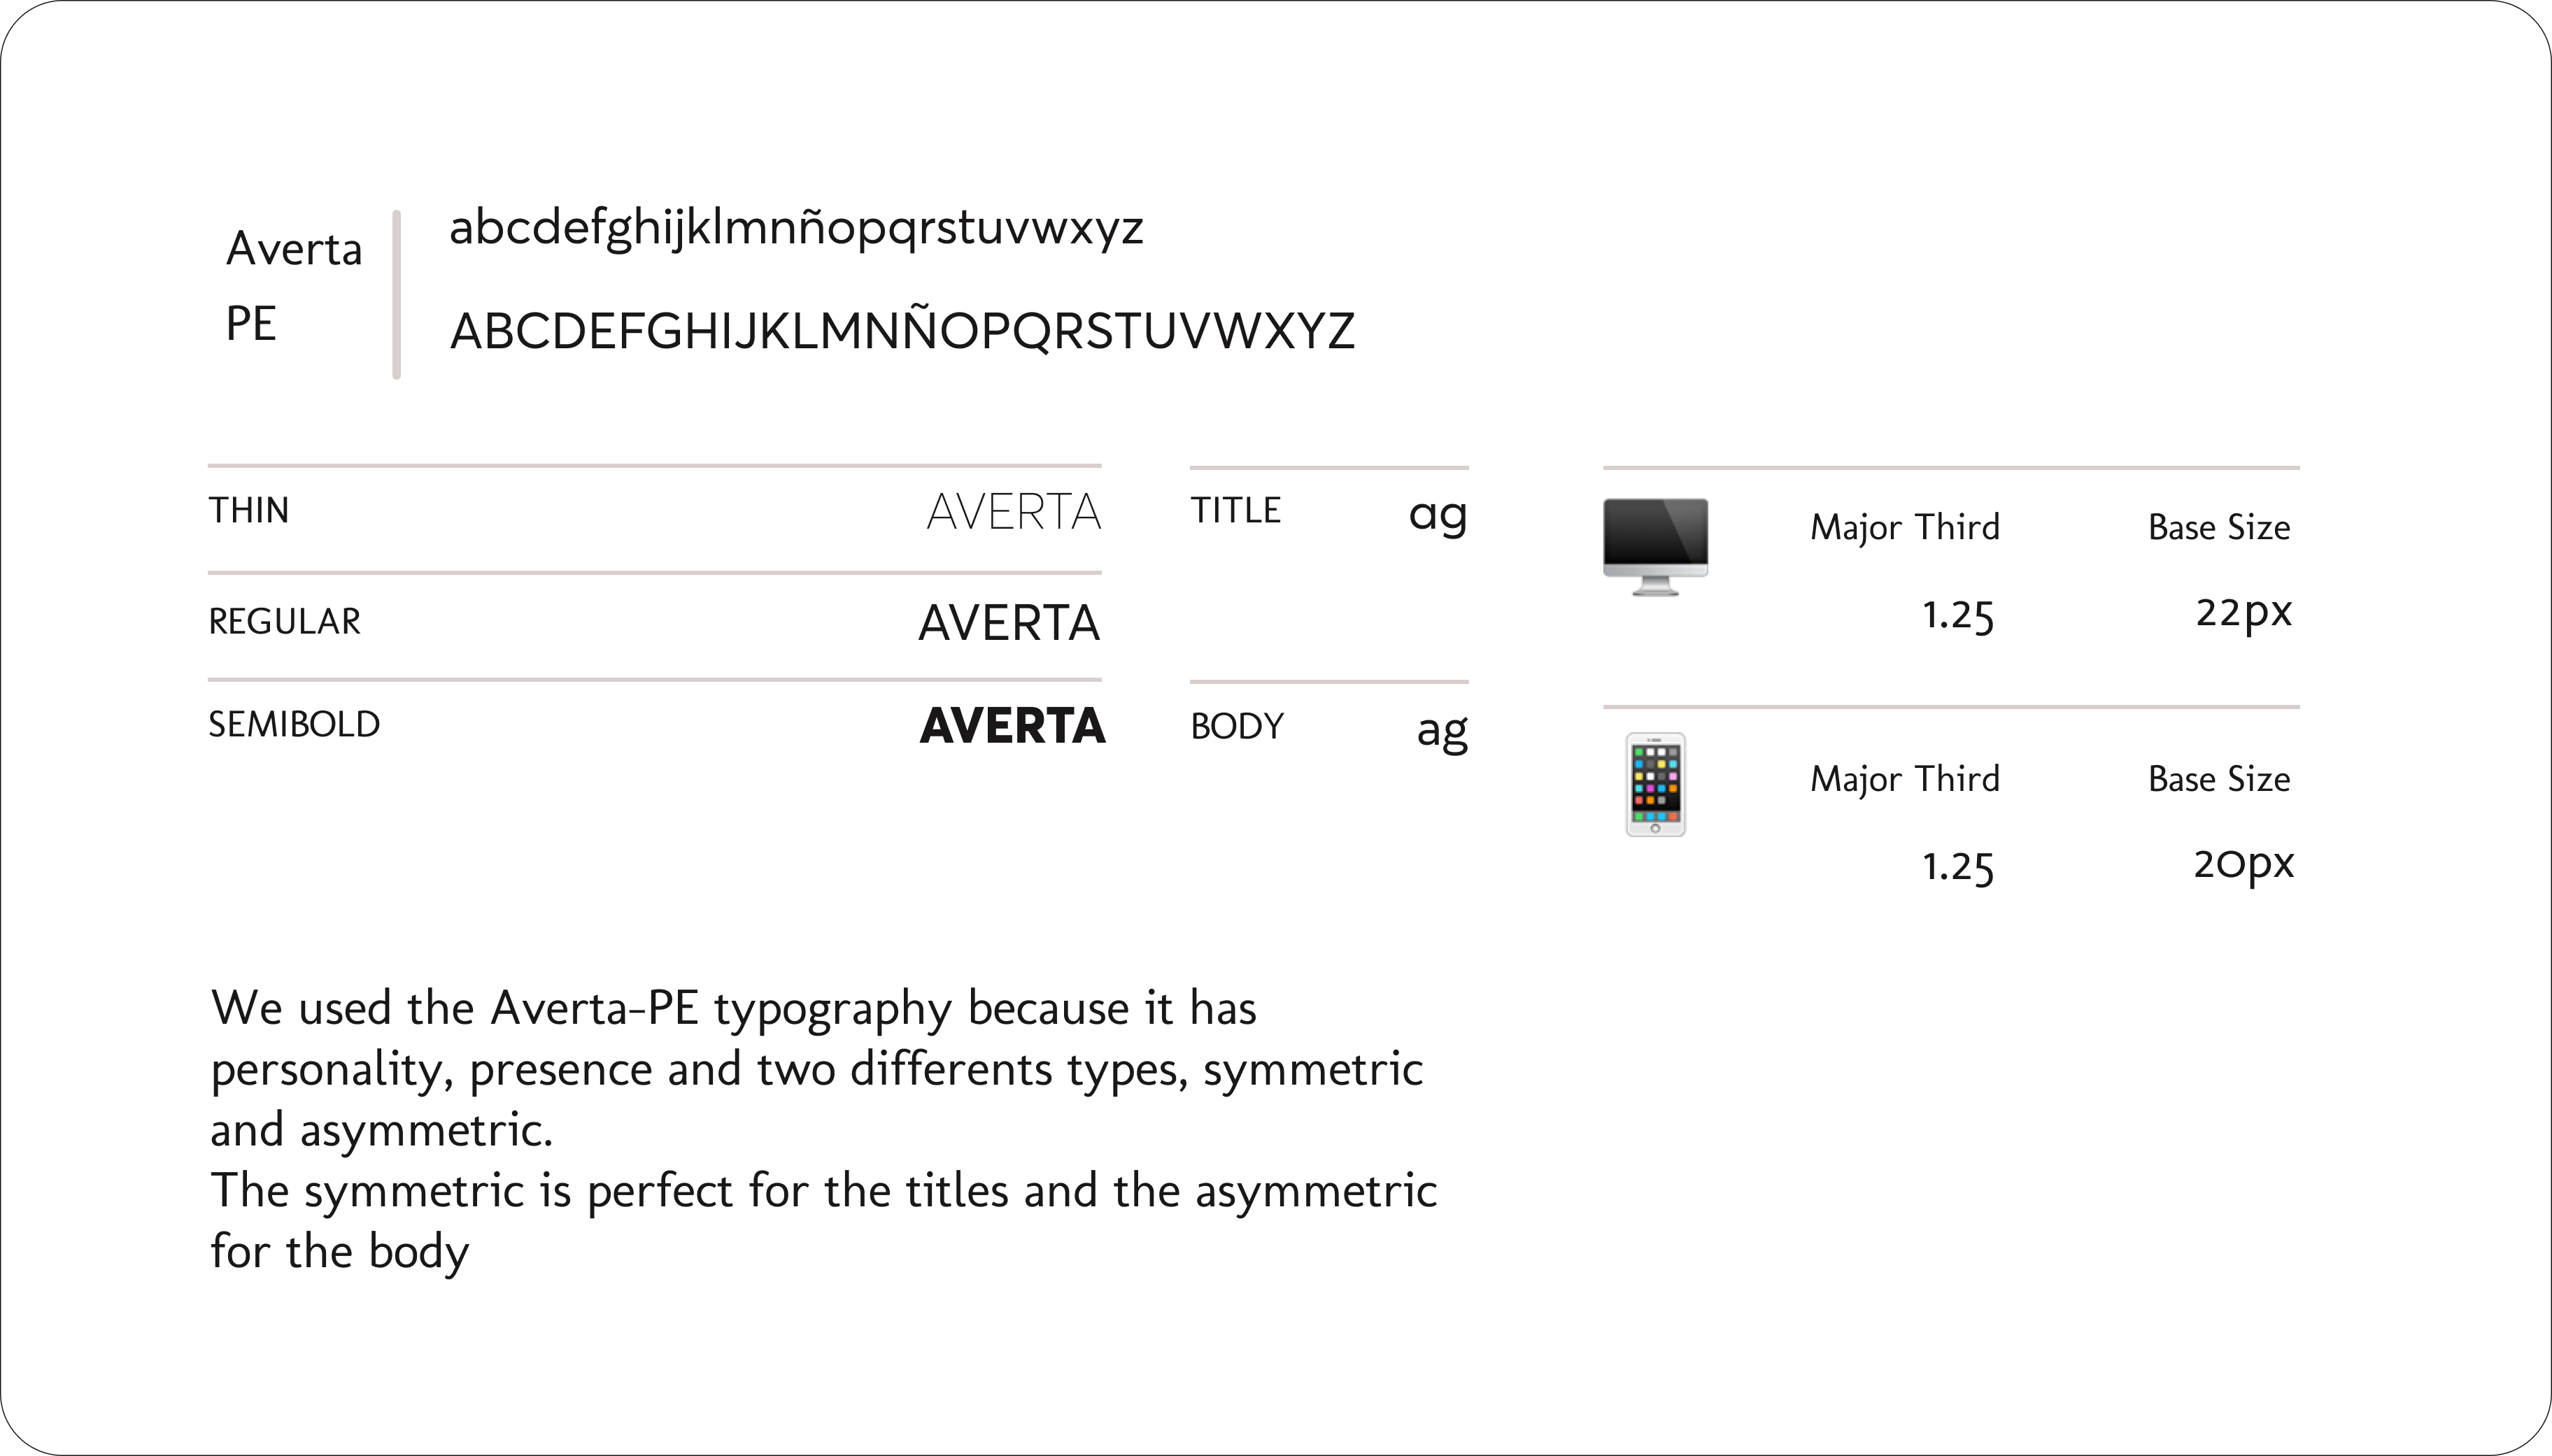 Averta
PE
abcdefghijklmnñopqrstuvwxyz
ABCDEFGHIJKLMNÑOPQRSTUVWXYZ
THIN AVERTA
REGULAR AVERTA
SEMIBOLD AVERTA
TITLE ag
BODY ag
Major Third Base Size
1.25 22px
Major Third Base Size
1.25 20px
We used the Averta-PE typography because it has
personality, presence and two differents types, symmetric
and asymmetric.
The symmetric is perfect for the titles and the asymmetric
for the body